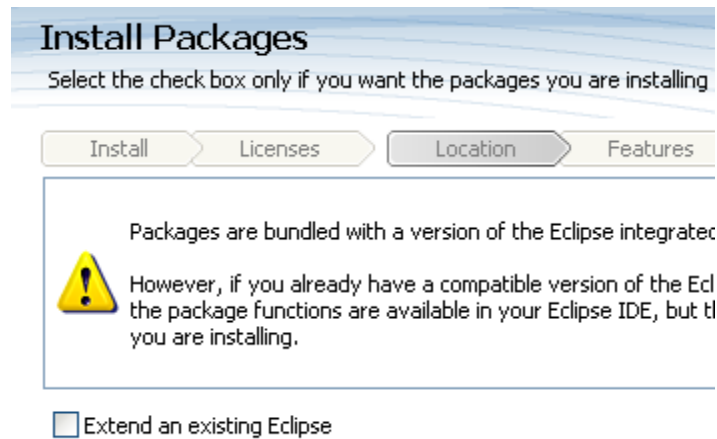 Install Packages
Select the check box only if you want the packages you are installing
Install Licenses Location Features
Packages are bundled with a version of the Eclipse integrated
However, if you already have a compatible version of the Ecl
the package functions are available in your Eclipse IDE, but th
you are installing.
Extend an existing Eclipse